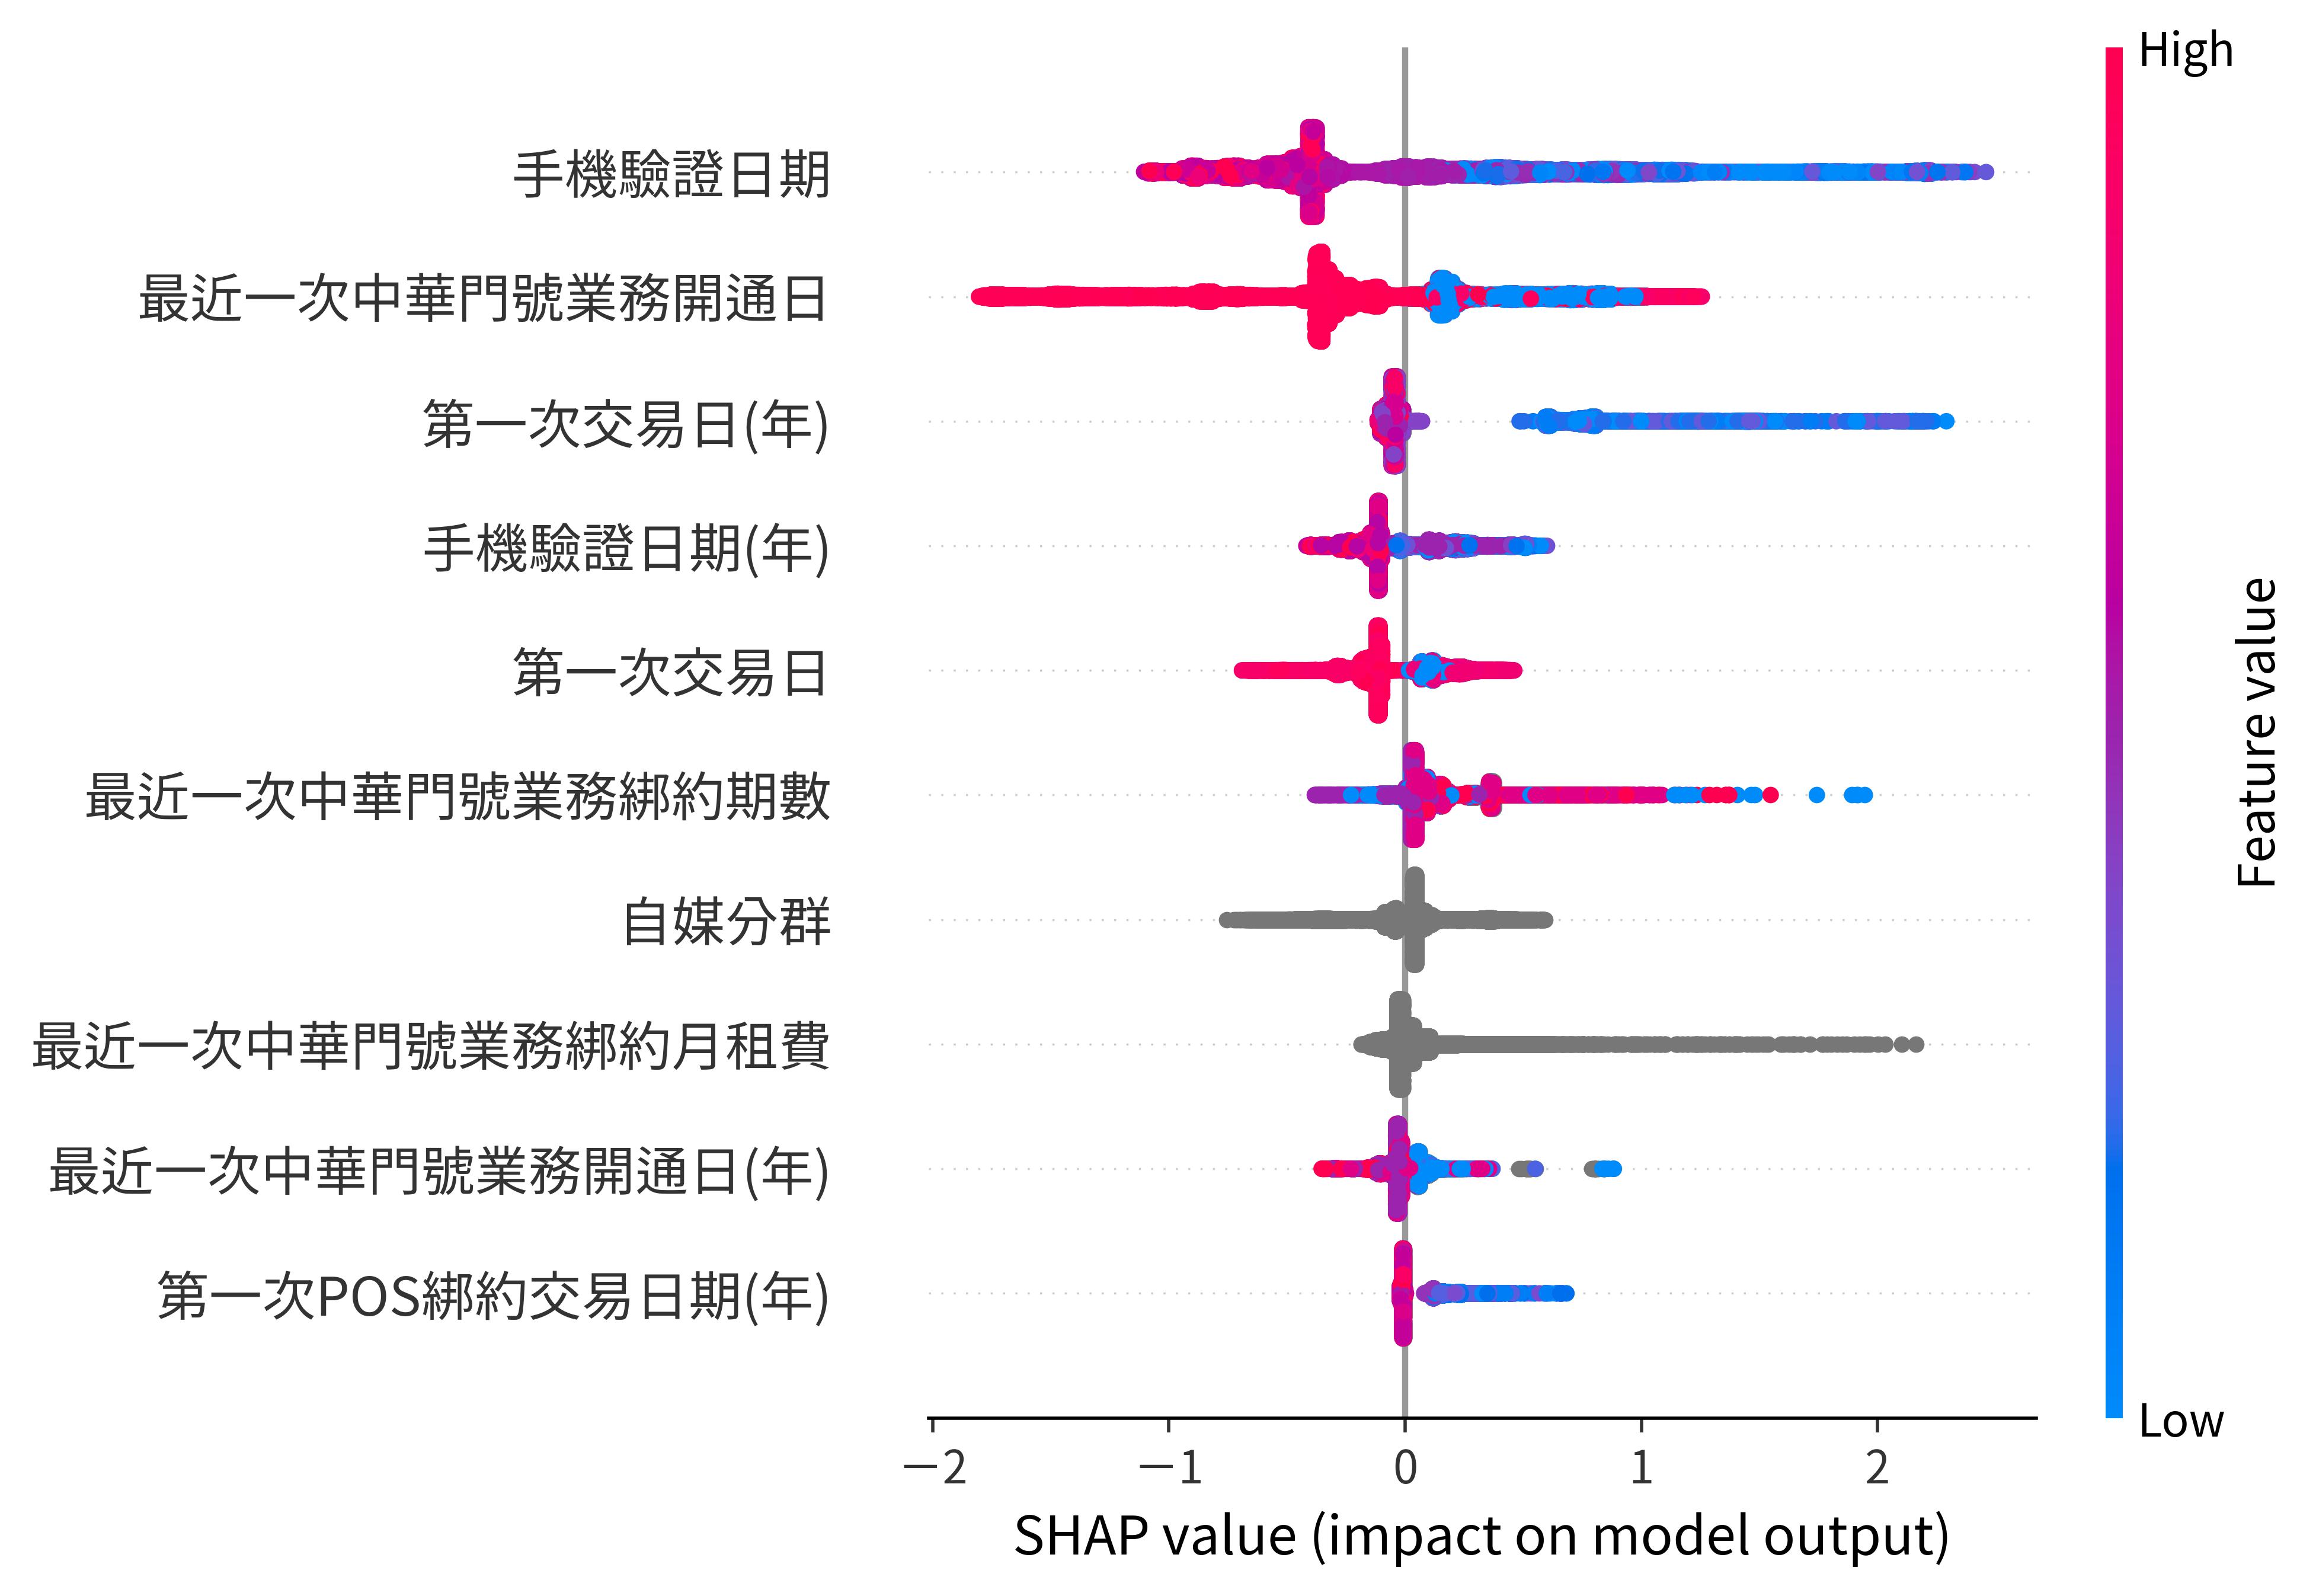 High
手機驗證日期
最近一次中華門號業務開通日
第一次交易日(年)
手機驗證日期(年)
第一次交易日
最近一次中華門號業務綁約期數
自媒分群
最近一次中華門號業務綁約月租費
最近一次中華門號業務開通日(年)
第一次POS綁約交易日期(年)
Feature value
Low
−2 −1 0 1 2
SHAP value (impact on model output)